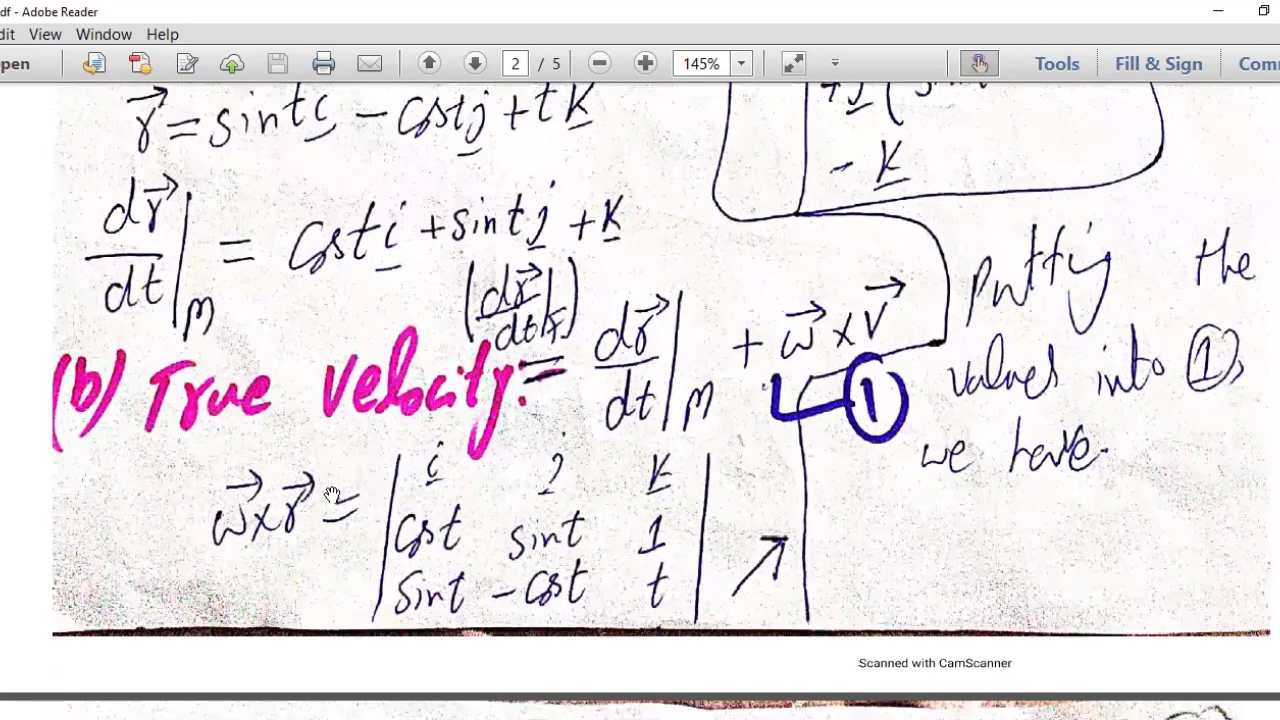 df - Adobe Reader
dit View Window Help
pen 2 / 5 145% Tools Fill & Sign Com
r⃗ = sint i - cost j + t k
+ j ( sint
- k
dr⃗/dt |M = cost i + sint j + k
(dr⃗/dt |F)
(b) True Velocity:- = dr⃗/dt |M + ω⃗ x V⃗
①
Putting the
values into ①,
we have.
ω⃗ x r⃗ = | i j k |
| cost sint 1 |
| sint -cost t |
Scanned with CamScanner